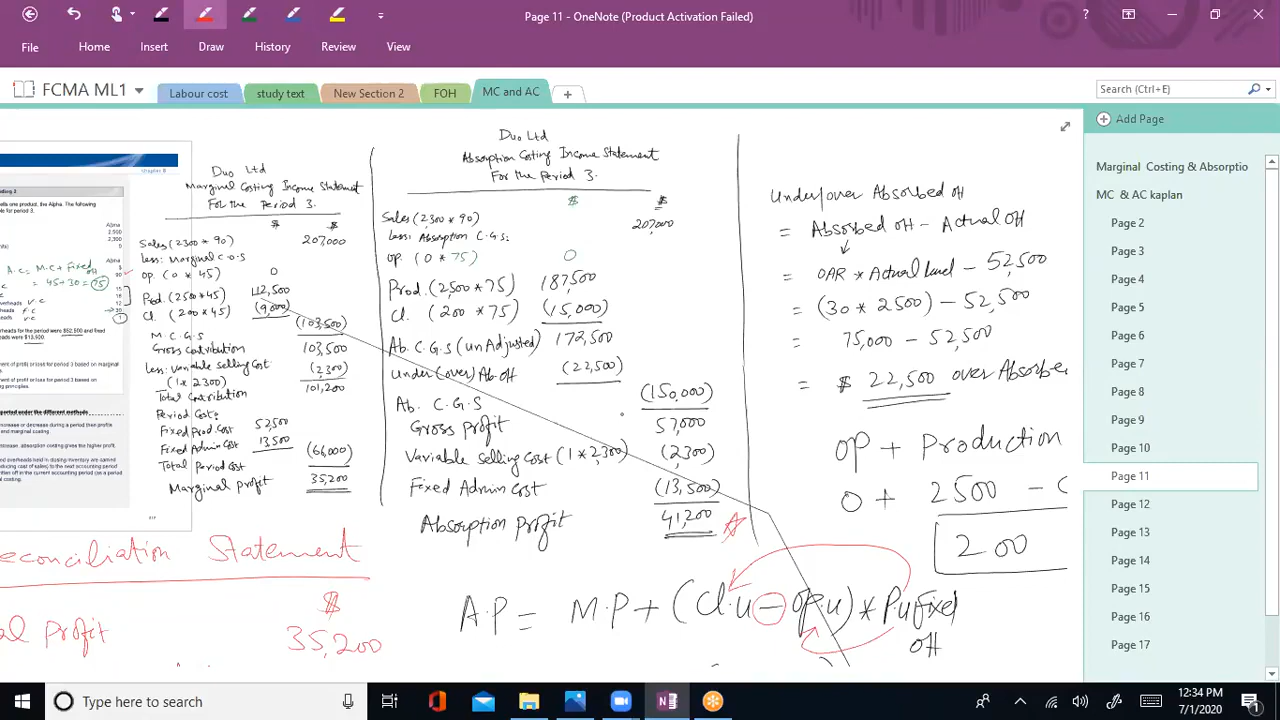 Page 11 - OneNote (Product Activation Failed)
File
Home
Insert
Draw
History
Review
View
FCMA ML1
Labour cost
study text
New Section 2
FOH
MC and AC
Search (Ctrl+E)
Add Page
Marginal Costing & Absorptio
MC & AC kaplan
Page 2
Page 3
Page 4
Page 5
Page 6
Page 7
Page 8
Page 9
Page 10
Page 11
Page 12
Page 13
Page 14
Page 15
Page 16
Page 17
Chapter 8
A.C = M.C + Fixed OH
= 45+30 = 75
Duo Ltd
Marginal Costing Income Statement
For the Period 3.
$ $
Sales (2300 * 90) 207,000
less: Marginal C.O.S
op. (0 * 45) 0
Prod. (2500*45) 112,500
Cl. (200 *45) (9,000)
(103,500)
M.C.G.S
Gross Contribution 103,500
less: variable Selling Cost (2300)
(1 * 2300)
Total Contribution 101,200
Period Cost:
Fixed Prod. Cost 52,500
Fixed Admin Cost 13,500
Total Period Cost (66,000)
Marginal profit 35,200
Duo Ltd
Absorption Costing Income Statement
For the Period 3.
$ $
Sales (2,300 * 90) 207,000
Less: Absorption C.G.S:
op. (0 * 75) 0
Prod. (2,500*75) 187,500
Cl. (200 *75) (15,000)
Ab. C.G.S (unAdjusted) 172,500
under (over) Ab. OH (22,500)
Ab. C.G.S (150,000)
Gross profit 57,000
Variable Selling Cost (1*2,300) (2,300)
Fixed Admin Cost (13,500)
Absorption profit 41,200
Under/over Absorbed OH
= Absorbed OH - Actual OH
= OAR * Actual level - 52,500
= (30 * 2500) - 52,500
= 75,000 - 52,500
= $ 22,500 over Absorbe
OP + Production
0 + 2500 -
200
econciliation Statement
$
al Profit 35,200
A.P = M.P + (Cl.u - op.u) * Pu fixed
OH
Type here to search
12:34 PM
7/1/2020